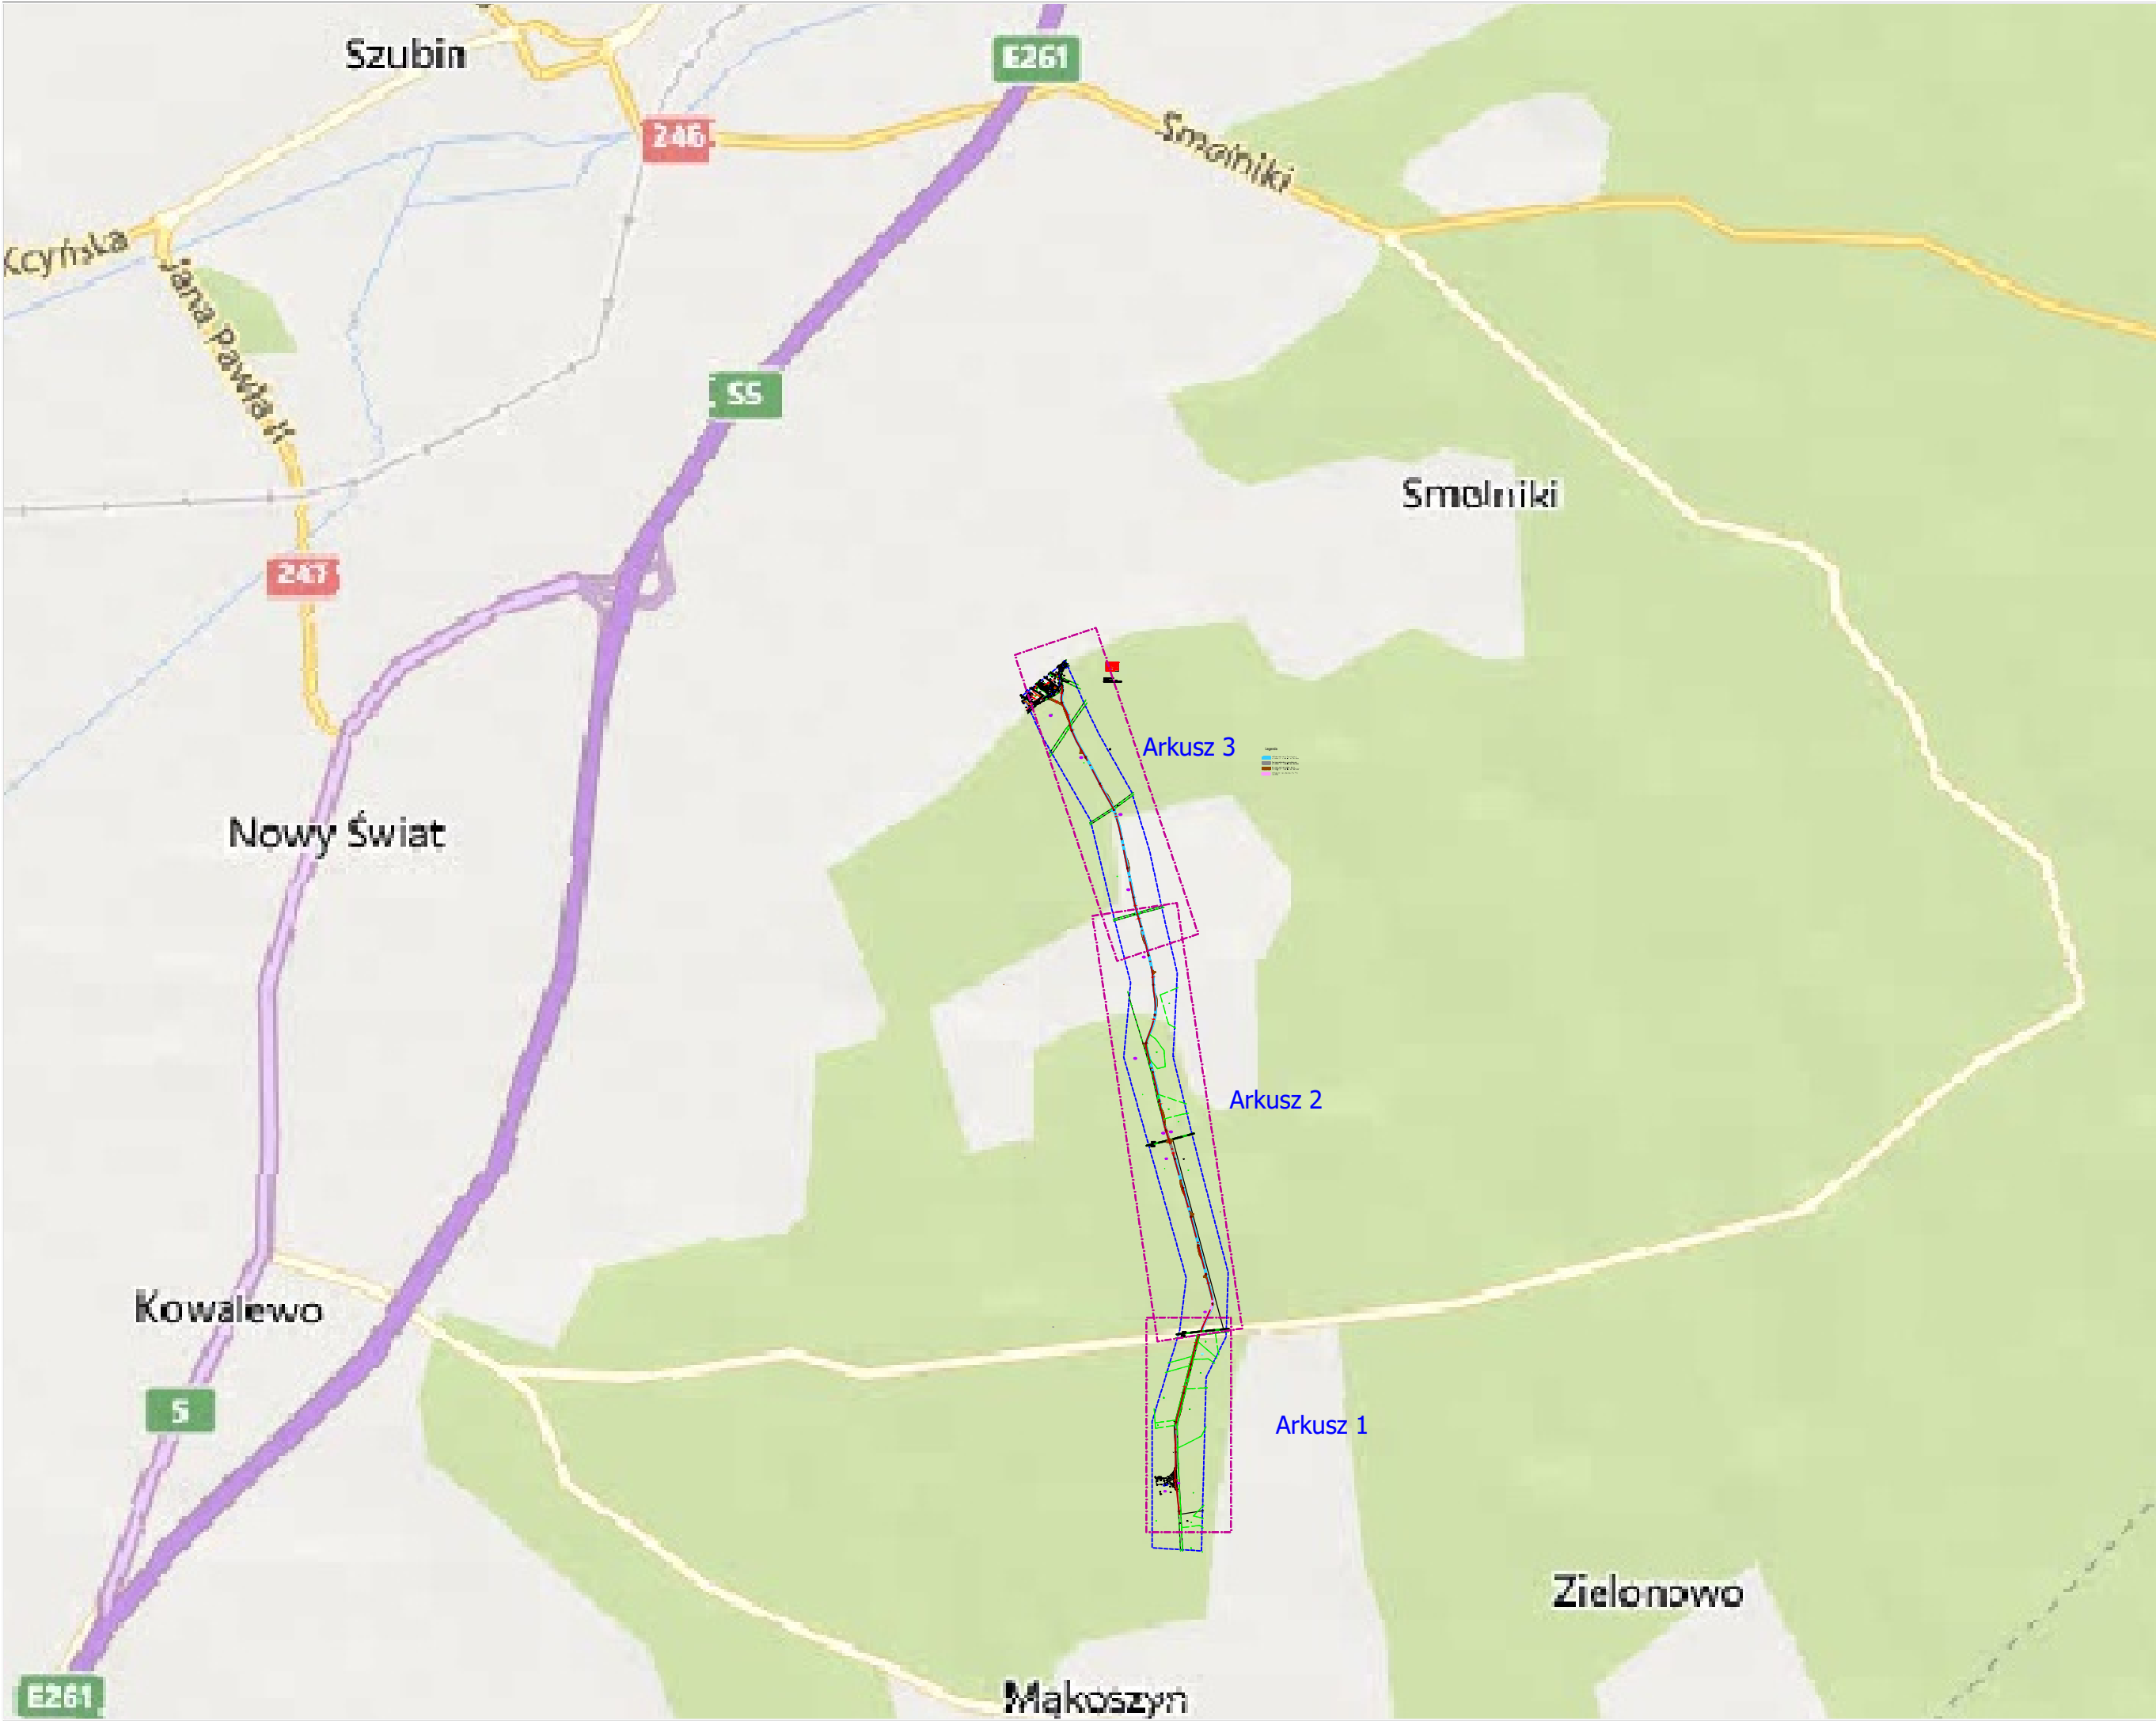 Szubin
E261
246
Smolniki
Kcyńska
Jana Pawła II
S5
Smolniki
247
Arkusz 3
Nowy Świat
Arkusz 2
Kowalewo
5
Arkusz 1
Zielonowo
E261
Mąkoszyn